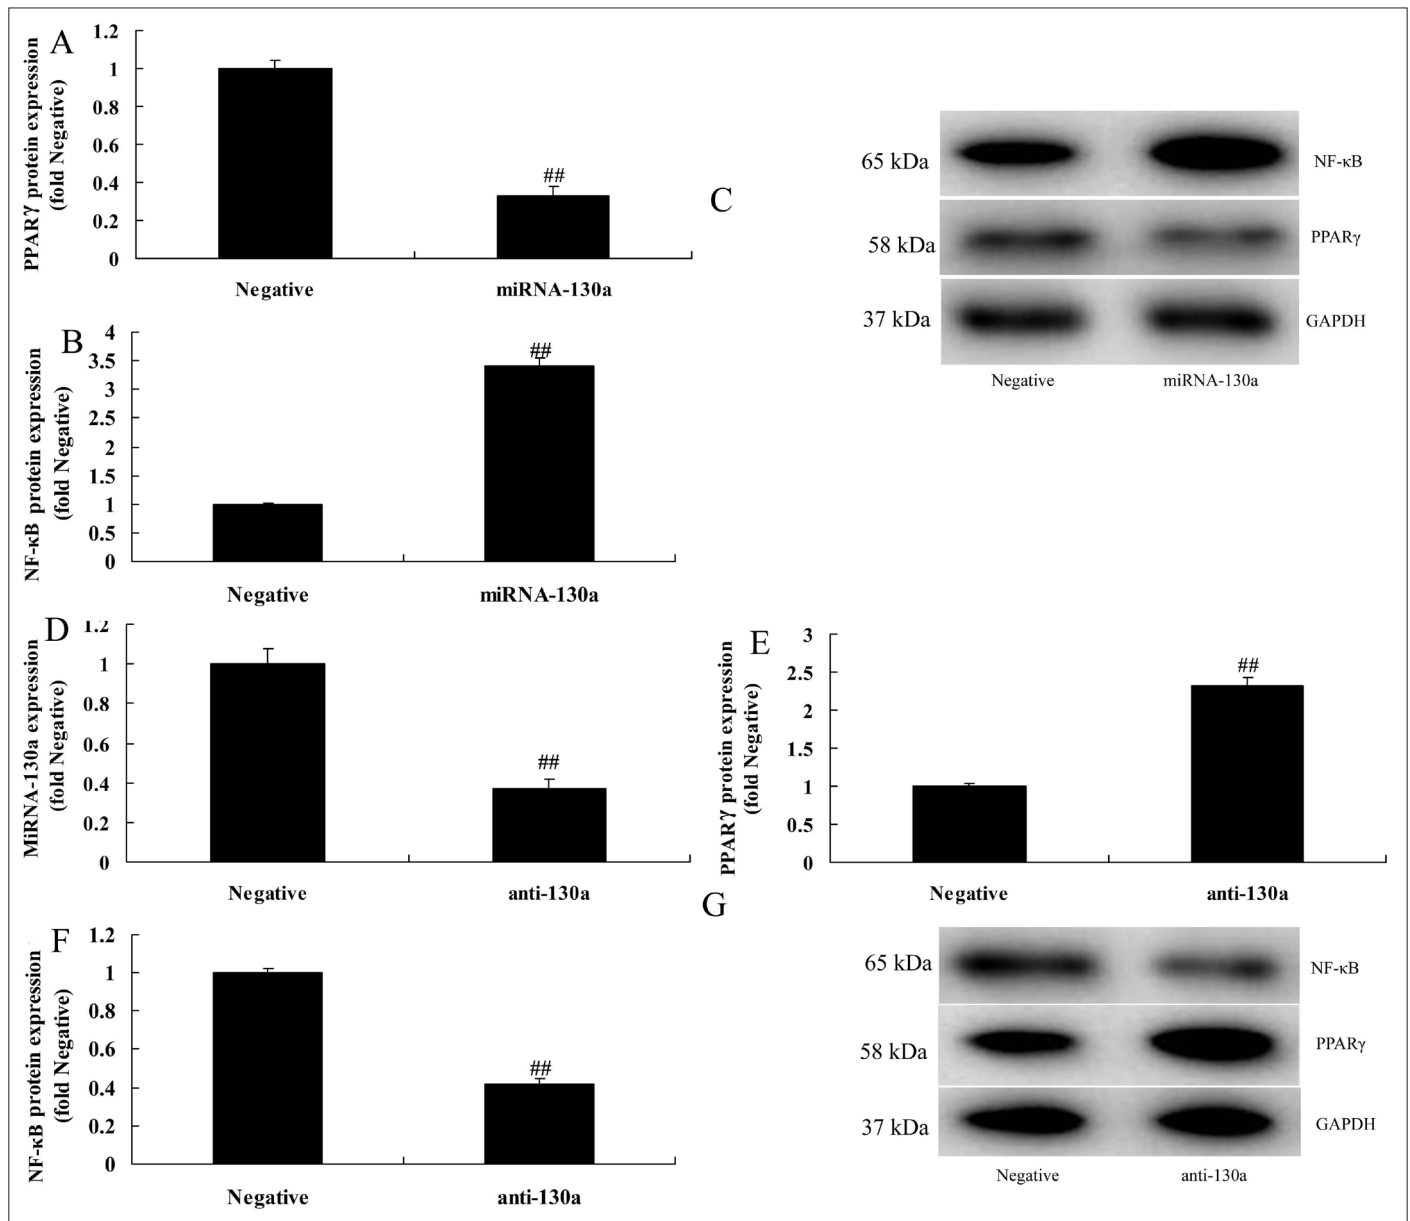 A
PPARγ protein expression
(fold Negative)
1.2
1
0.8
0.6
0.4
0.2
0
##
Negative
miRNA-130a
B
NF-κB protein expression
(fold Negative)
4
3.5
3
2.5
2
1.5
1
0.5
0
##
Negative
miRNA-130a
C
65 kDa
NF-κB
58 kDa
PPARγ
37 kDa
GAPDH
Negative
miRNA-130a
D
MiRNA-130a expression
(fold Negative)
1.2
1
0.8
0.6
0.4
0.2
0
##
Negative
anti-130a
E
PPARγ protein expression
(fold Negative)
3
2.5
2
1.5
1
0.5
0
##
Negative
anti-130a
F
NF-κB protein expression
(fold Negative)
1.2
1
0.8
0.6
0.4
0.2
0
##
Negative
anti-130a
G
65 kDa
NF-κB
58 kDa
PPARγ
37 kDa
GAPDH
Negative
anti-130a